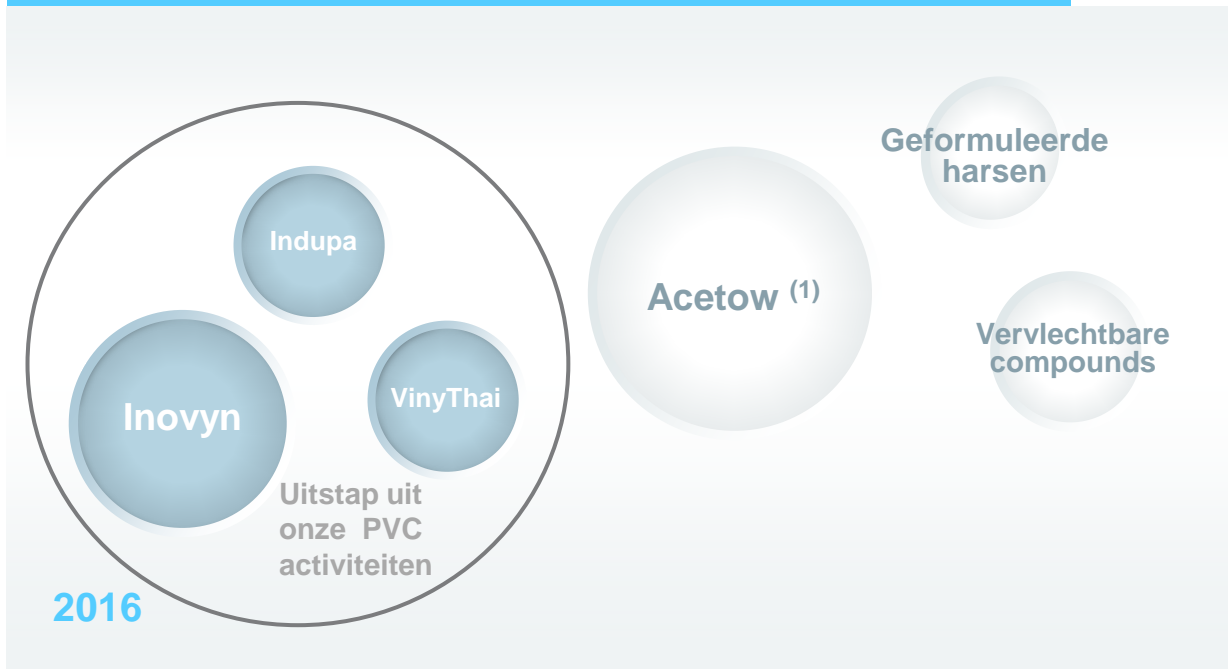 Indupa
Inovyn
VinyThai
Uitstap uit
onze PVC
activiteiten
2016
Acetow (1)
Geformuleerde
harsen
Vervlechtbare
compounds